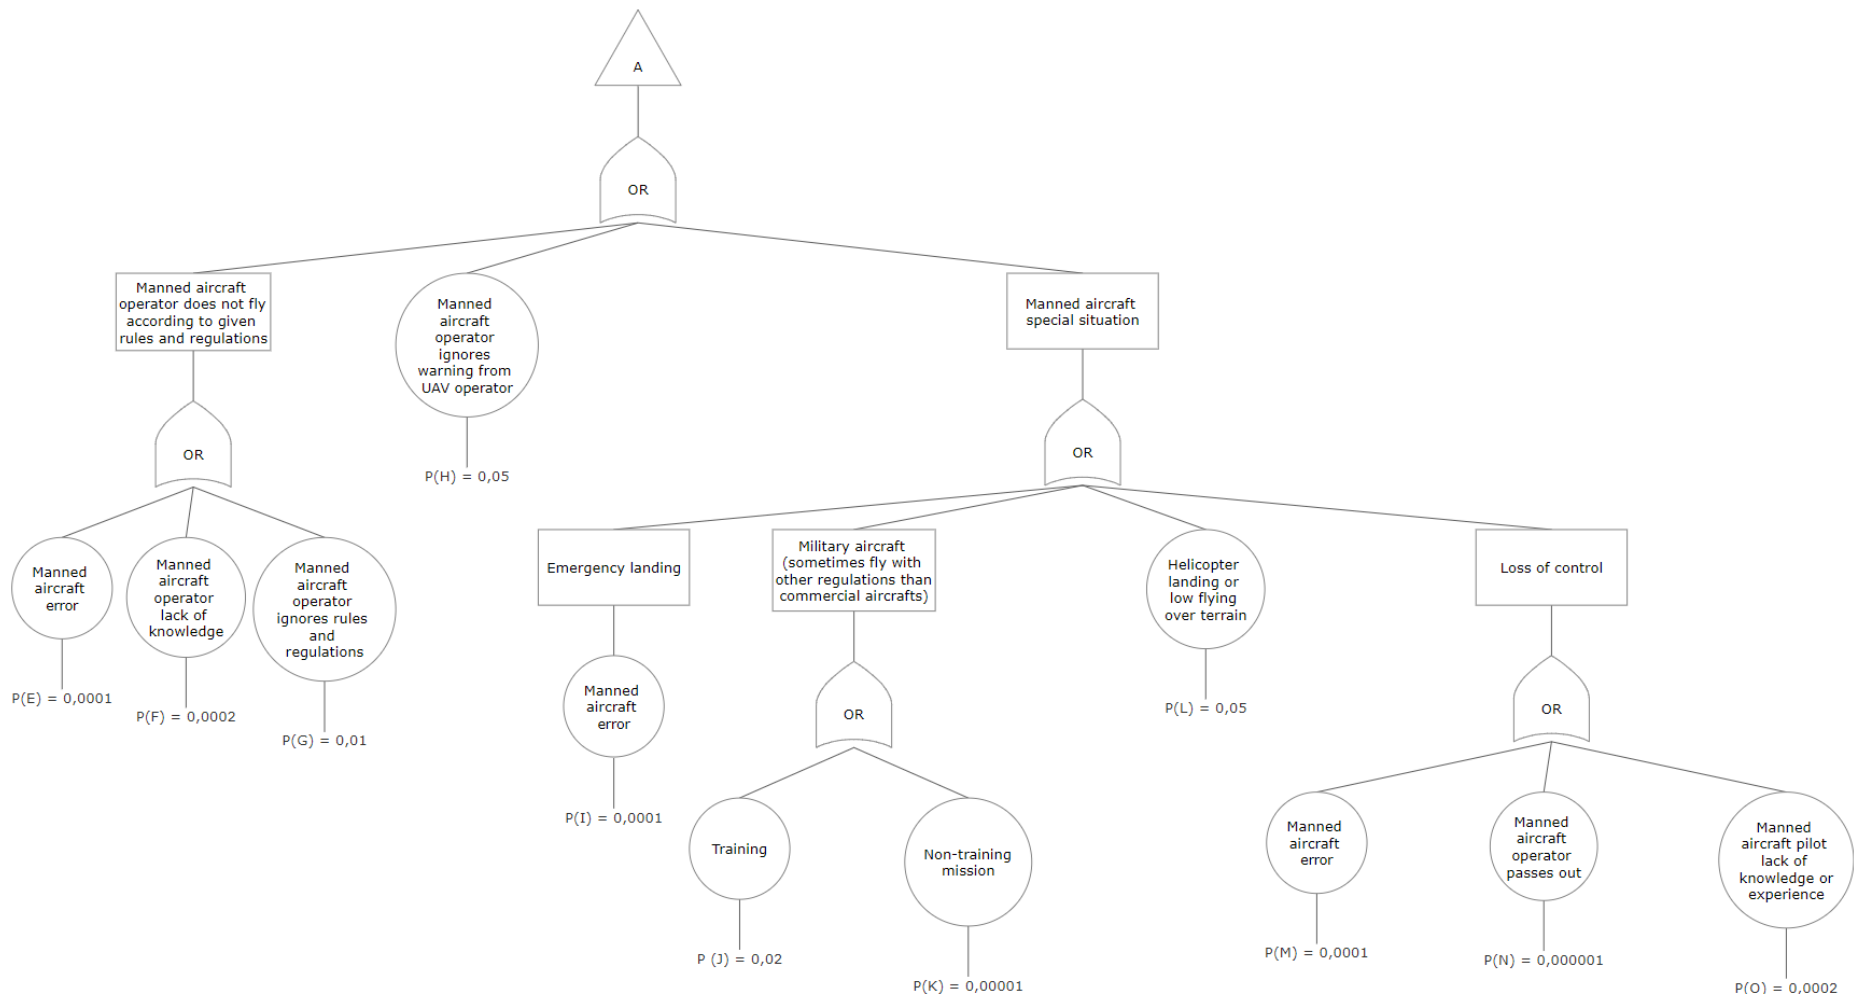 A
OR
Manned aircraft
operator does not fly
according to given
rules and regulations
Manned
aircraft
operator
ignores
warning from
UAV operator
Manned aircraft
special situation
OR
P(H) = 0,05
OR
Manned
aircraft
error
Manned
aircraft
operator
lack of
knowledge
Manned
aircraft
operator
ignores rules
and
regulations
P(E) = 0,0001
P(F) = 0,0002
P(G) = 0,01
Emergency landing
Military aircraft
(sometimes fly with
other regulations than
commercial aircrafts)
Helicopter
landing or
low flying
over terrain
Loss of control
Manned
aircraft
error
OR
P(L) = 0,05
OR
P(I) = 0,0001
Training
Non-training
mission
P (J) = 0,02
P(K) = 0,00001
Manned
aircraft
error
Manned
aircraft
operator
passes out
Manned
aircraft pilot
lack of
knowledge or
experience
P(M) = 0,0001
P(N) = 0,000001
P(O) = 0,0002